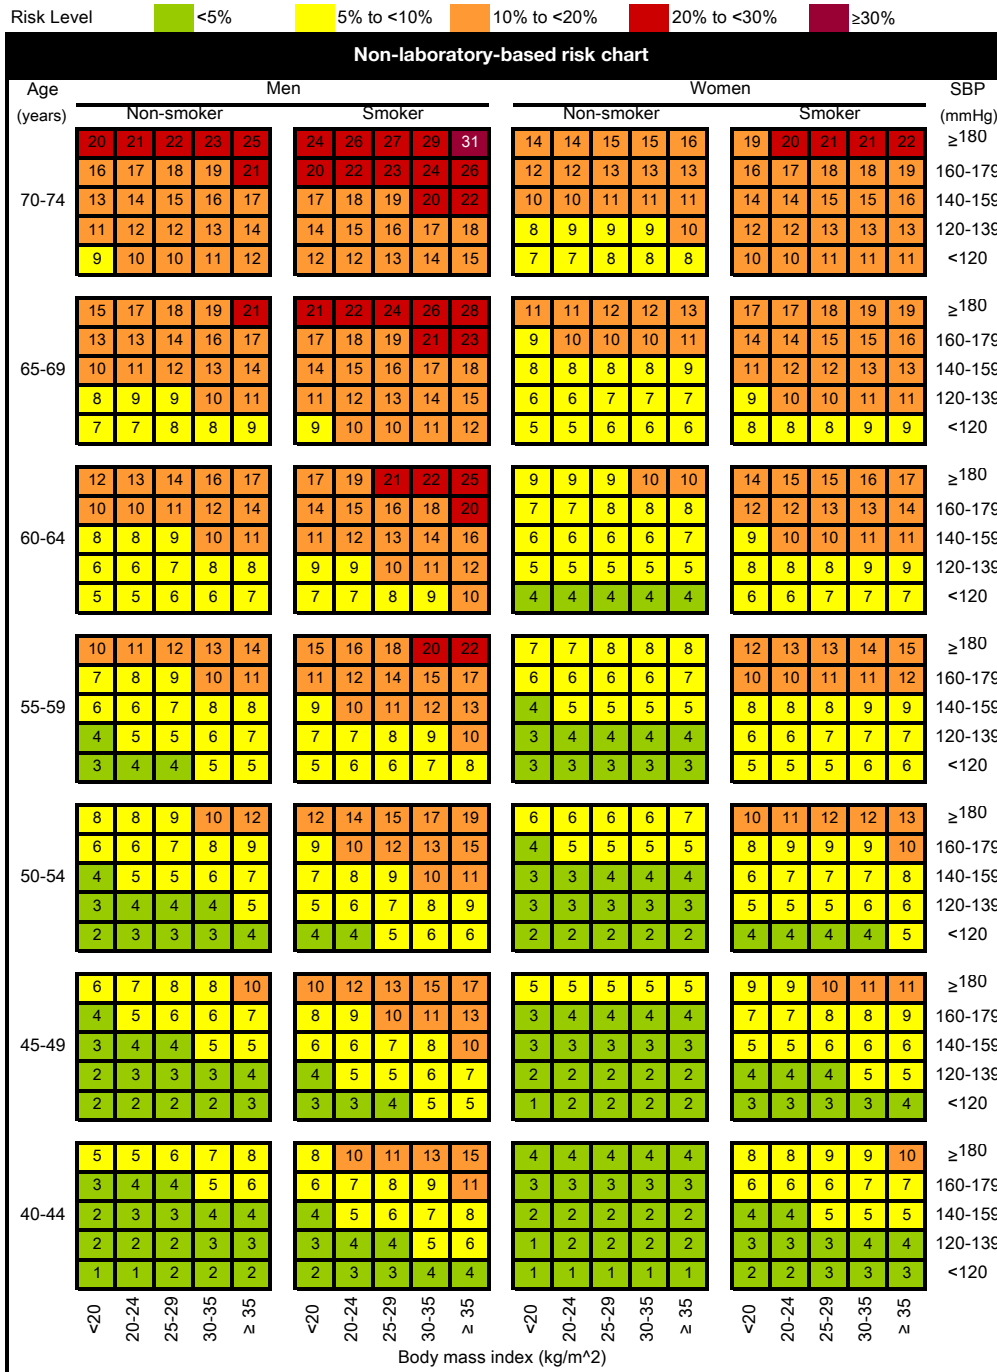 Risk Level <5% 5% to <10% 10% to <20% 20% to <30% ≥30%
Non-laboratory-based risk chart
Age Men Women SBP
(years) Non-smoker Smoker Non-smoker Smoker (mmHg)
20 21 22 23 25 24 26 27 29 31 14 14 15 15 16 19 20 21 21 22 ≥180
16 17 18 19 21 20 22 23 24 26 12 12 13 13 13 16 17 18 18 19 160-179
70-74 13 14 15 16 17 17 18 19 20 22 10 10 11 11 11 14 14 15 15 16 140-159
11 12 12 13 14 14 15 16 17 18 8 9 9 9 10 12 12 13 13 13 120-139
9 10 10 11 12 12 12 13 14 15 7 7 8 8 8 10 10 11 11 11 <120
15 17 18 19 21 21 22 24 26 28 11 11 12 12 13 17 17 18 19 19 ≥180
13 13 14 16 17 17 18 19 21 23 9 10 10 10 11 14 14 15 15 16 160-179
65-69 10 11 12 13 14 14 15 16 17 18 8 8 8 8 9 11 12 12 13 13 140-159
8 9 9 10 11 11 12 13 14 15 6 6 7 7 7 9 10 10 11 11 120-139
7 7 8 8 9 9 10 10 11 12 5 5 6 6 6 8 8 8 9 9 <120
12 13 14 16 17 17 19 21 22 25 9 9 9 10 10 14 15 15 16 17 ≥180
10 10 11 12 14 14 15 16 18 20 7 7 8 8 8 12 12 13 13 14 160-179
60-64 8 8 9 10 11 11 12 13 14 16 6 6 6 6 7 9 10 10 11 11 140-159
6 6 7 8 8 9 9 10 11 12 5 5 5 5 5 8 8 8 9 9 120-139
5 5 6 6 7 7 7 8 9 10 4 4 4 4 4 6 6 7 7 7 <120
10 11 12 13 14 15 16 18 20 22 7 7 8 8 8 12 13 13 14 15 ≥180
7 8 9 10 11 11 12 14 15 17 6 6 6 6 7 10 10 11 11 12 160-179
55-59 6 6 7 8 8 9 10 11 12 13 4 5 5 5 5 8 8 8 9 9 140-159
4 5 5 6 7 7 7 8 9 10 3 4 4 4 4 6 6 7 7 7 120-139
3 4 4 5 5 5 6 6 7 8 3 3 3 3 3 5 5 5 6 6 <120
8 8 9 10 12 12 14 15 17 19 6 6 6 6 7 10 11 12 12 13 ≥180
6 6 7 8 9 9 10 12 13 15 4 5 5 5 5 8 9 9 9 10 160-179
50-54 4 5 5 6 7 7 8 9 10 11 3 3 4 4 4 6 7 7 7 8 140-159
3 4 4 4 5 5 6 7 8 9 3 3 3 3 3 5 5 5 6 6 120-139
2 3 3 3 4 4 4 5 6 6 2 2 2 2 2 4 4 4 4 5 <120
6 7 8 8 10 10 12 13 15 17 5 5 5 5 5 9 9 10 11 11 ≥180
4 5 6 6 7 8 9 10 11 13 3 4 4 4 4 7 7 8 8 9 160-179
45-49 3 4 4 5 5 6 6 7 8 10 3 3 3 3 3 5 5 6 6 6 140-159
2 3 3 3 4 4 5 5 6 7 2 2 2 2 2 4 4 4 5 5 120-139
2 2 2 2 3 3 3 4 5 5 1 2 2 2 2 3 3 3 3 4 <120
5 5 6 7 8 8 10 11 13 15 4 4 4 4 4 8 8 9 9 10 ≥180
3 4 4 5 6 6 7 8 9 11 3 3 3 3 3 6 6 6 7 7 160-179
40-44 2 3 3 4 4 4 5 6 7 8 2 2 2 2 2 4 4 5 5 5 140-159
2 2 2 3 3 3 4 4 5 6 1 2 2 2 2 3 3 3 4 4 120-139
1 1 2 2 2 2 3 3 4 4 1 1 1 1 1 2 2 3 3 3 <120
<20 20-24 25-29 30-35 ≥ 35 <20 20-24 25-29 30-35 ≥ 35 <20 20-24 25-29 30-35 ≥ 35 <20 20-24 25-29 30-35 ≥ 35
Body mass index (kg/m^2)